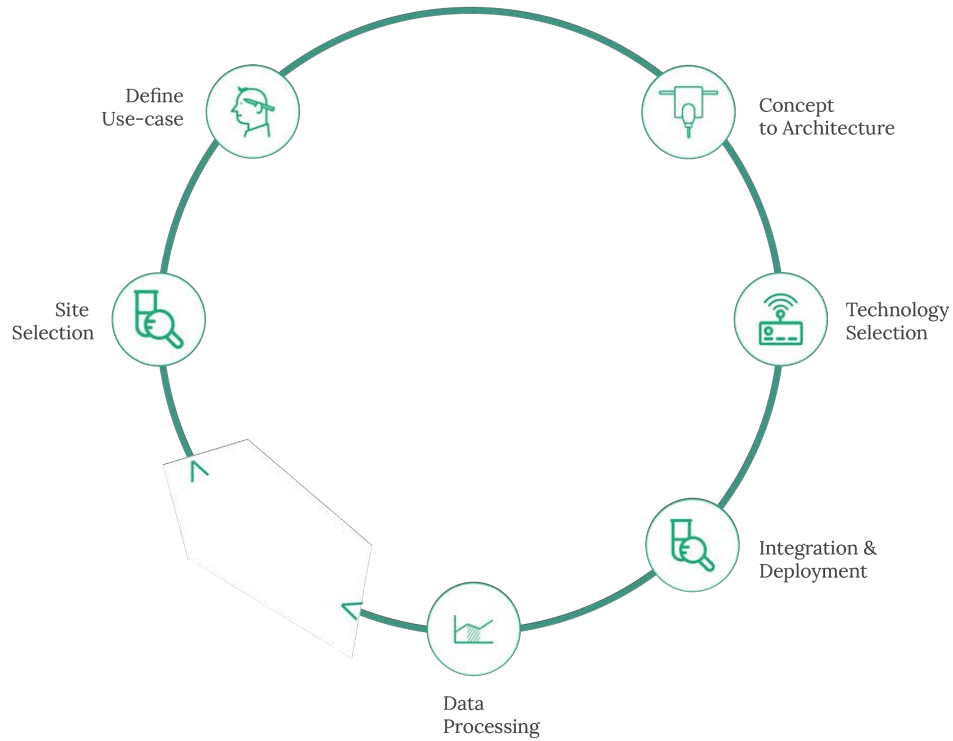 Define
Use-case
Concept
to Architecture
Site
Selection
Technology
Selection
Integration &
Deployment
Data
Processing